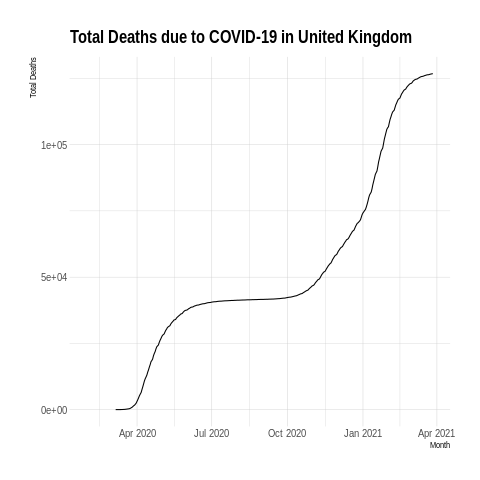 Total Deaths due to COVID-19 in United Kingdom
Total Deaths
1e+05
5e+04
0e+00
Apr 2020 Jul 2020 Oct 2020 Jan 2021 Apr 2021
Month